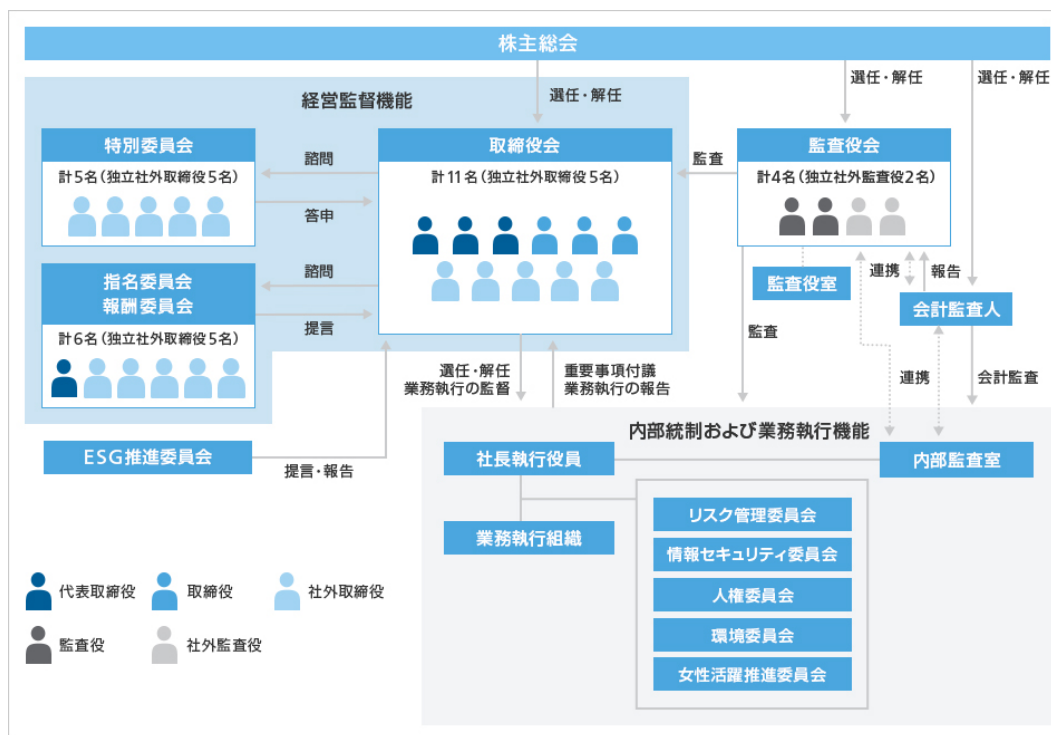 株主総会
選任・解任
選任・解任
選任・解任
経営監督機能
特別委員会
計5名(独立社外取締役5名)
諮問
答申
取締役会
計11名(独立社外取締役5名)
監査
監査役会
計4名(独立社外監査役2名)
指名委員会
報酬委員会
計6名(独立社外取締役5名)
諮問
提言
監査役室
連携
報告
会計監査人
選任・解任
業務執行の監督
重要事項付議
業務執行の報告
監査
連携
会計監査
ESG推進委員会
提言・報告
内部統制および業務執行機能
社長執行役員
内部監査室
業務執行組織
リスク管理委員会
情報セキュリティ委員会
人権委員会
環境委員会
女性活躍推進委員会
代表取締役
取締役
社外取締役
監査役
社外監査役